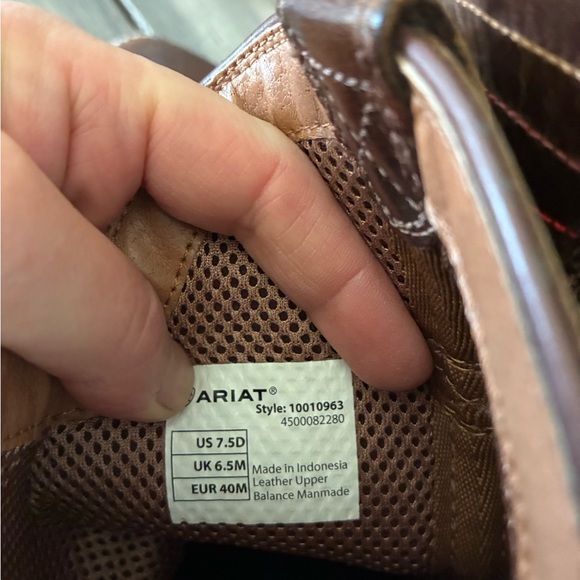 ARIAT®
Style: 10010963
4500082280
US 7.5D
UK 6.5M
EUR 40M
Made in Indonesia
Leather Upper
Balance Manmade